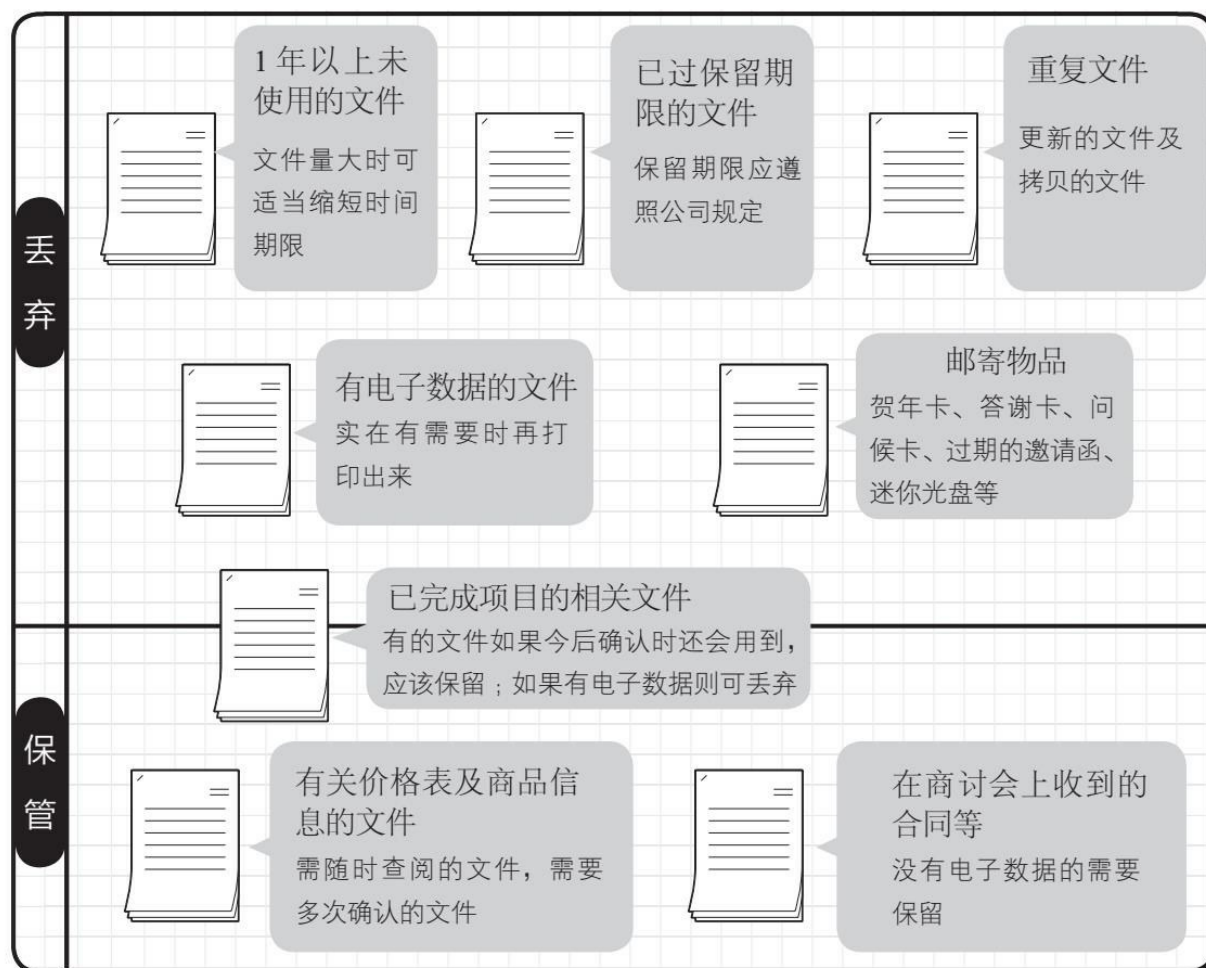 丢弃
1 年以上未
使用的文件
文件量大时可
适当缩短时间
期限
已过保留期
限的文件
保留期限应遵
照公司规定
重复文件
更新的文件及
拷贝的文件
有电子数据的文件
实在有需要时再打
印出来
邮寄物品
贺年卡、答谢卡、问
候卡、过期的邀请函、
迷你光盘等
已完成项目的相关文件
有的文件如果今后确认时还会用到，
应该保留；如果有电子数据则可丢弃
保管
有关价格表及商品信
息的文件
需随时查阅的文件，需要
多次确认的文件
在商讨会上收到的
合同等
没有电子数据的需要
保留